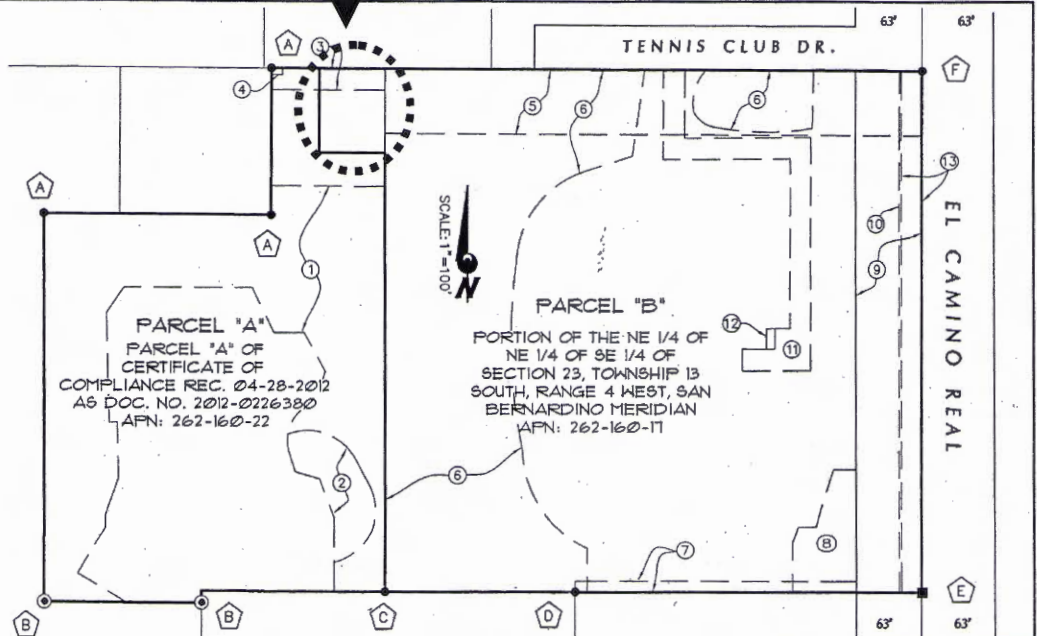 63'
63'
TENNIS CLUB DR.
A
3
F
4
5
6
6
13
A
SCALE: 1"=100'
N
10
EL CAMINO REAL
A
1
9
PARCEL "A"
PARCEL "A" OF
CERTIFICATE OF
COMPLIANCE REC. 04-28-2012
AS DOC. NO. 2012-0226380
APN: 262-160-22
PARCEL "B"
PORTION OF THE NE 1/4 OF
NE 1/4 OF SE 1/4 OF
SECTION 23, TOWNSHIP 13
SOUTH, RANGE 4 WEST, SAN
BERNARDINO MERIDIAN
APN: 262-160-17
12
11
2
6
8
7
B
B
C
D
E
63'
63'